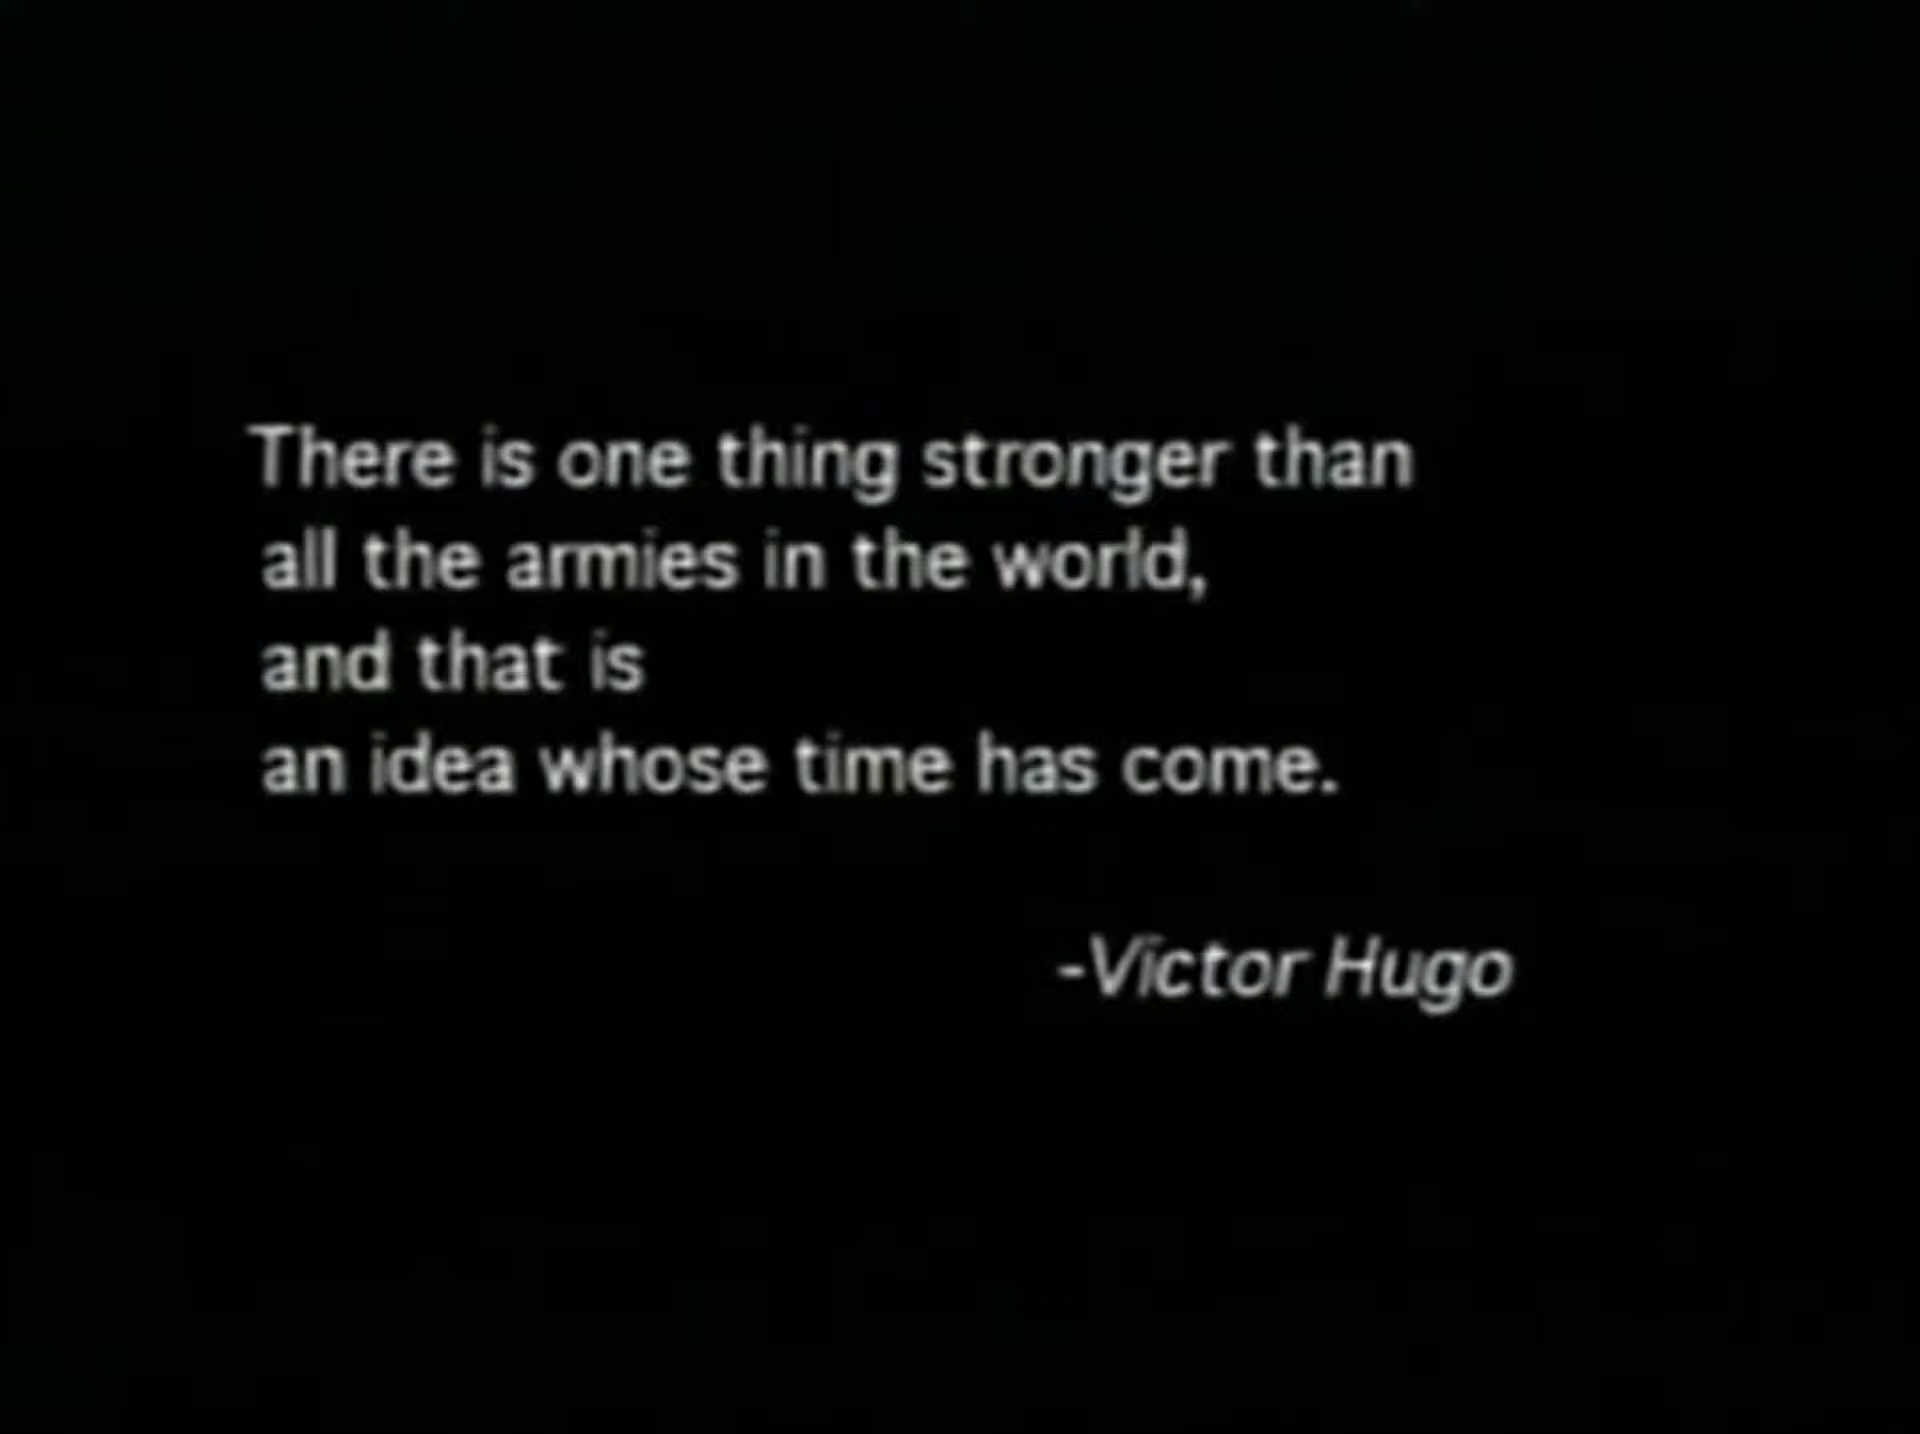 There is one thing stronger than
all the armies in the world,
and that is
an idea whose time has come.
-Victor Hugo